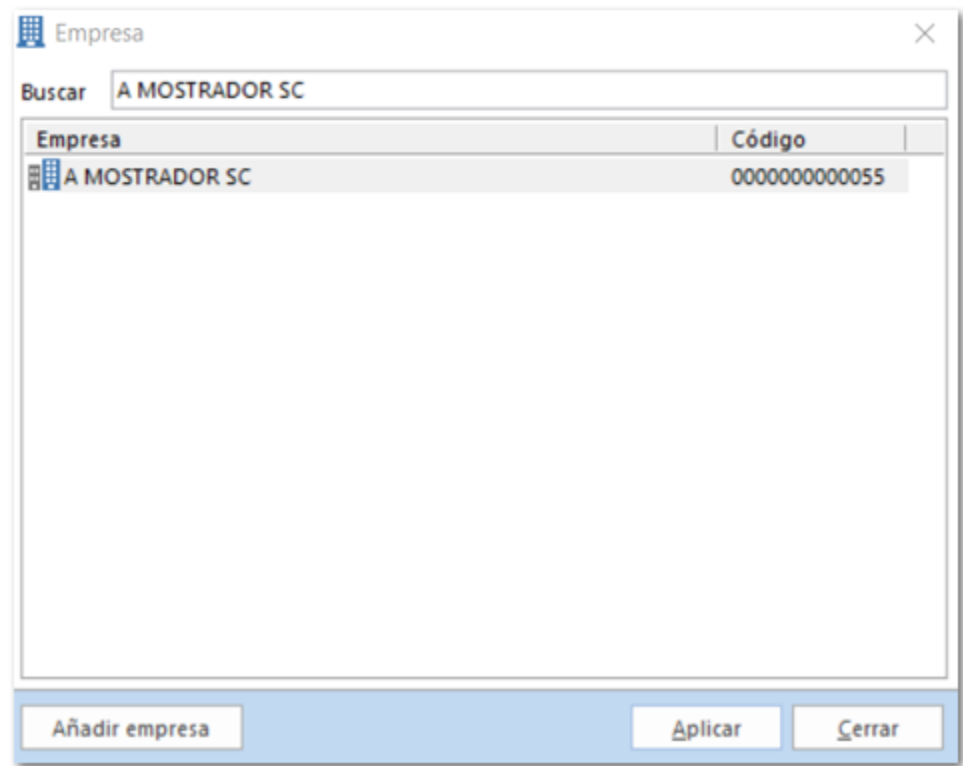 Empresa
Buscar A MOSTRADOR SC
Empresa Código
A MOSTRADOR SC 0000000000055
Añadir empresa Aplicar Cerrar